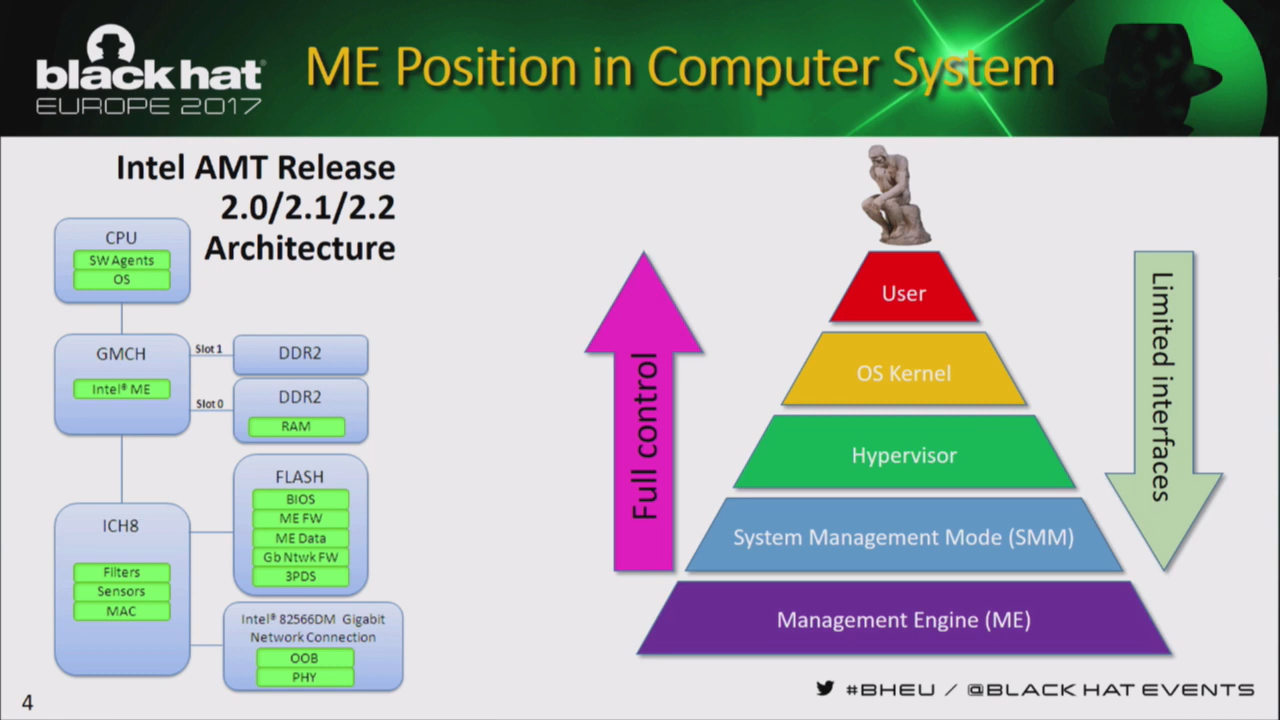 black hat®
EUROPE 2017
ME Position in Computer System
Intel AMT Release
2.0/2.1/2.2
Architecture
CPU
SW Agents
OS
GMCH
Intel® ME
Slot 1
DDR2
Slot 0
DDR2
RAM
FLASH
BIOS
ME FW
ME Data
Gb Ntwk FW
3PDS
ICH8
Filters
Sensors
MAC
Intel® 82566DM Gigabit
Network Connection
OOB
PHY
Full control
User
OS Kernel
Hypervisor
System Management Mode (SMM)
Management Engine (ME)
Limited interfaces
4
#BHEU / @BLACK HAT EVENTS